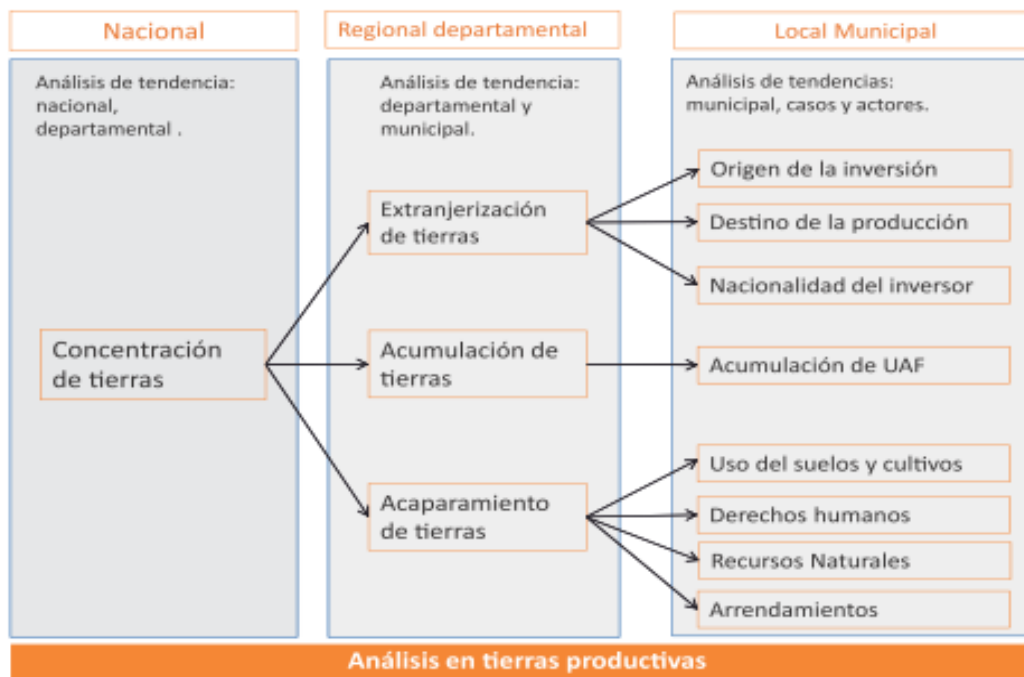 Nacional
Análisis de tendencia:
nacional,
departamental .
Concentración
de tierras
Regional departamental
Análisis de tendencia:
departamental y
municipal.
Extranjerización
de tierras
Acumulación de
tierras
Acaparamiento
de tierras
Local Municipal
Análisis de tendencias:
municipal, casos y actores.
Origen de la inversión
Destino de la producción
Nacionalidad del inversor
Acumulación de UAF
Uso del suelos y cultivos
Derechos humanos
Recursos Naturales
Arrendamientos
Análisis en tierras productivas